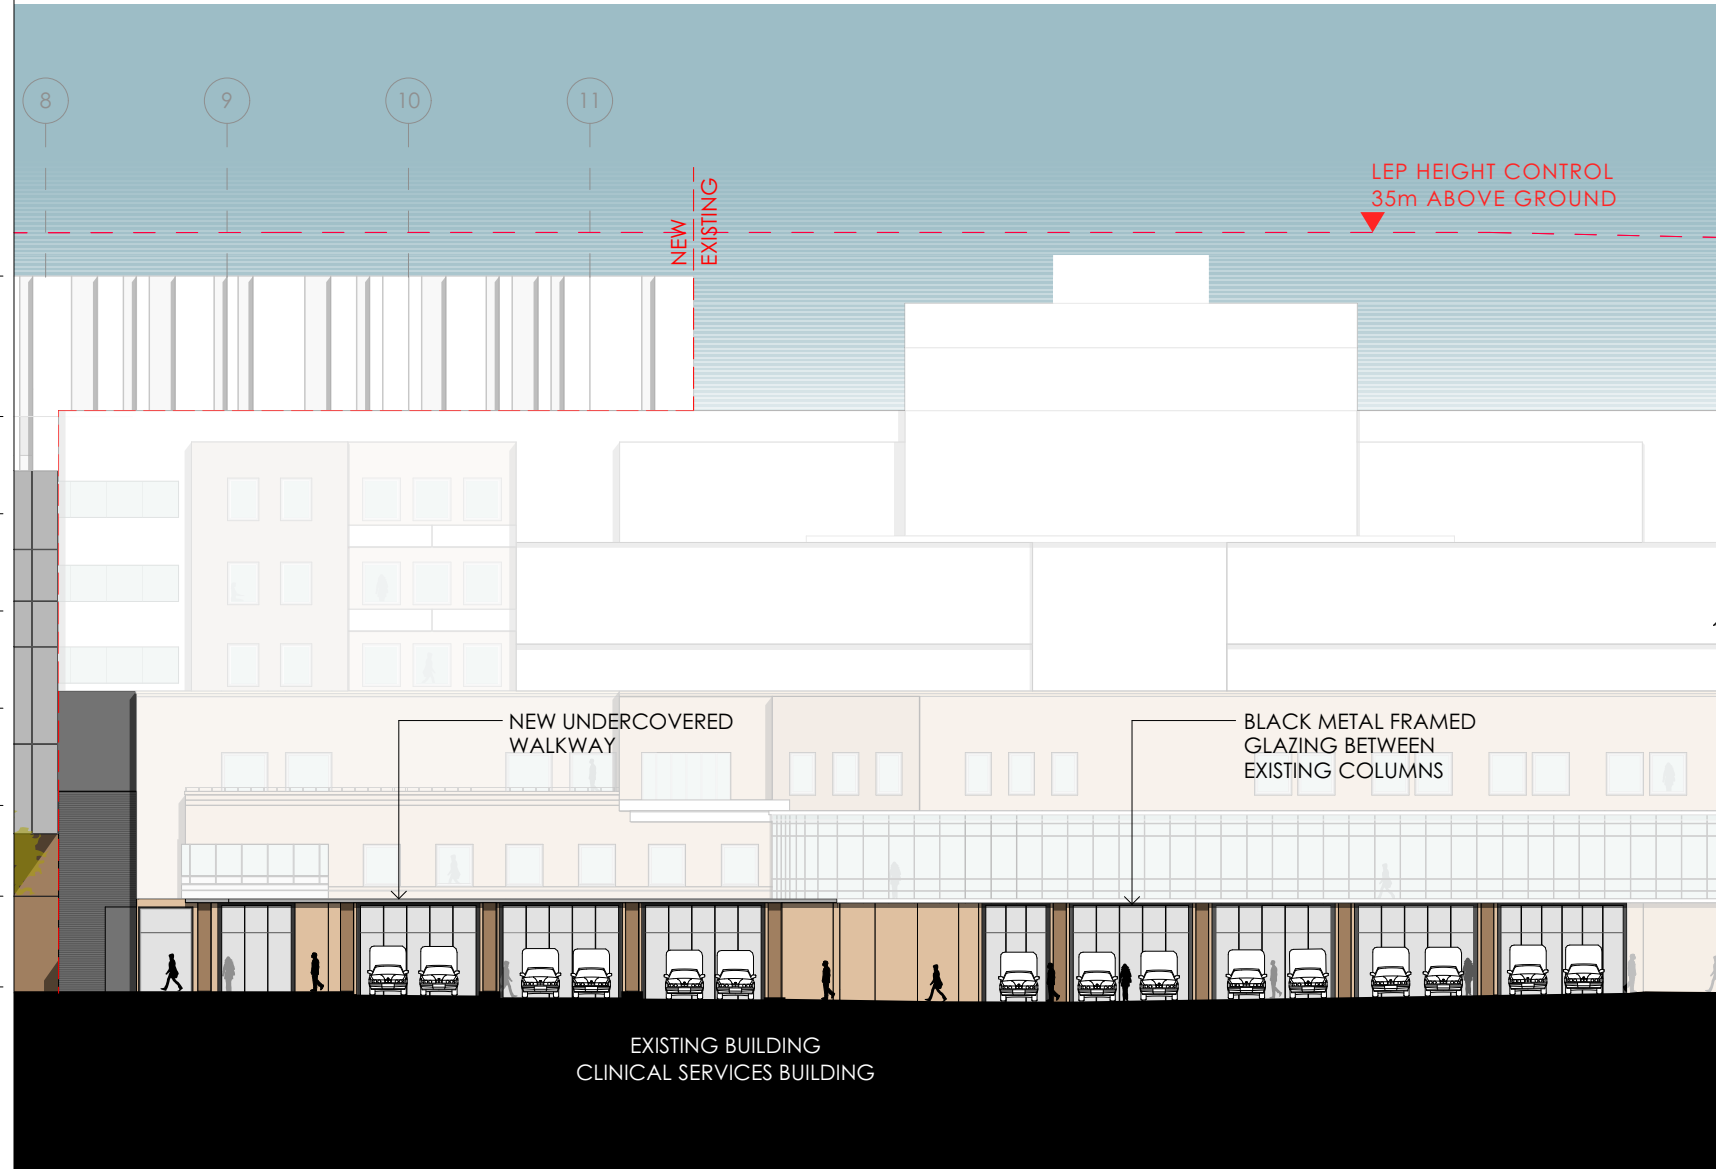 8
9
10
11
LEP HEIGHT CONTROL
35m ABOVE GROUND
NEW
EXISTING
NEW UNDERCOVERED
WALKWAY
BLACK METAL FRAMED
GLAZING BETWEEN
EXISTING COLUMNS
EXISTING BUILDING
CLINICAL SERVICES BUILDING